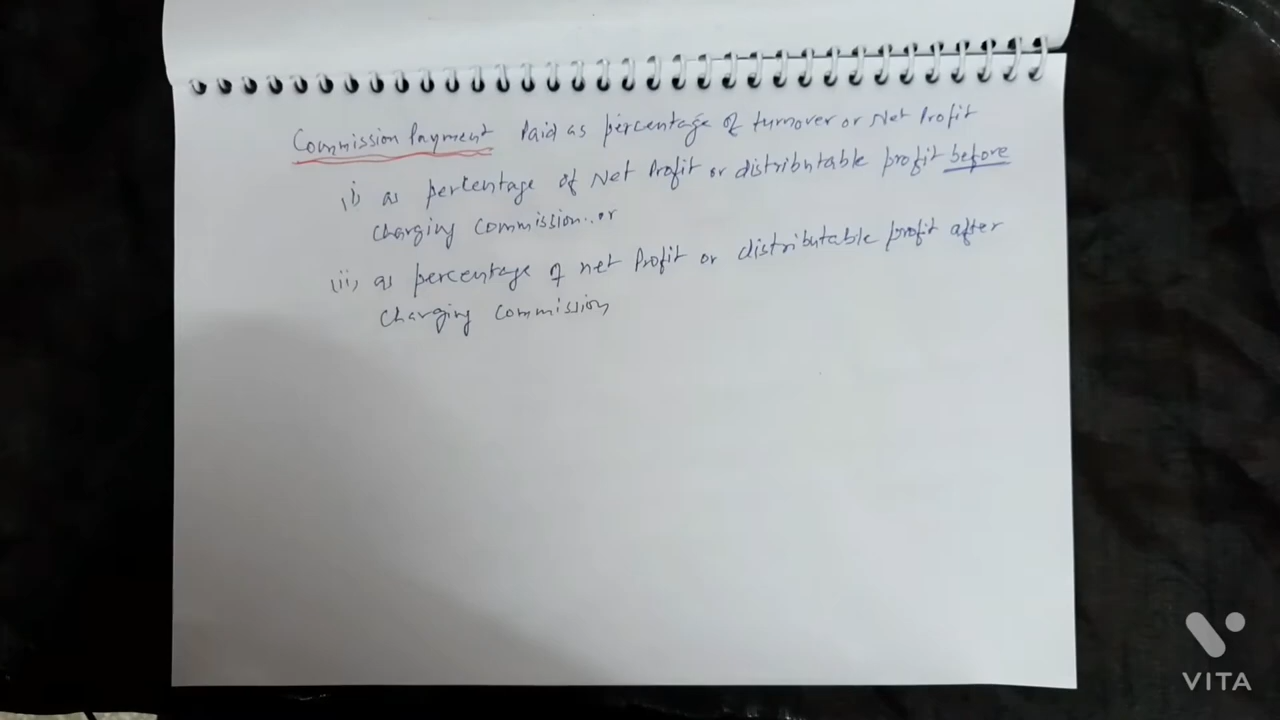 Commission Payment Paid as percentage of turnover or Net Profit
(i) as percentage of Net Profit or distributable profit before
charging commission.. or
(ii) as percentage of net Profit or distributable profit after
charging commission
VITA